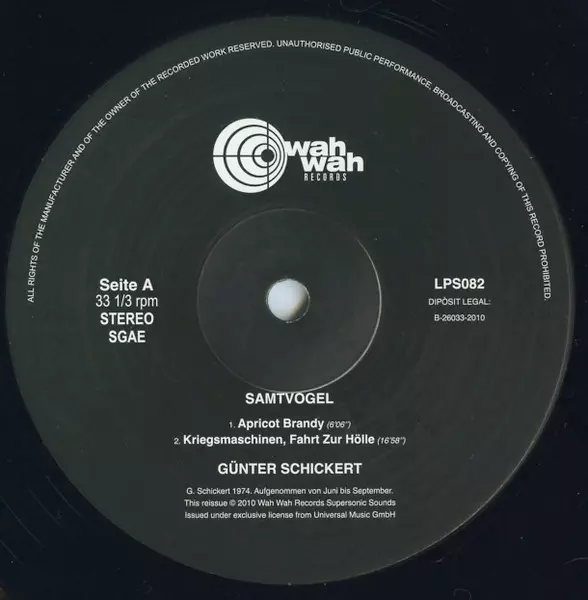 ALL RIGHTS OF THE MANUFACTURER AND OF THE OWNER OF THE RECORDED WORK RESERVED. UNAUTHORISED PUBLIC PERFORMANCE, BROADCASTING AND COPYING OF THIS RECORD PROHIBITED.
wah
wah
RECORDS
Seite A
33 1/3 rpm
STEREO
SGAE
LPS082
DIPÒSIT LEGAL:
B-26033-2010
SAMTVOGEL
1. Apricot Brandy (6'06")
2. Kriegsmaschinen, Fahrt Zur Hölle (16'58")
GÜNTER SCHICKERT
G. Schickert 1974. Aufgenommen von Juni bis September.
This reissue © 2010 Wah Wah Records Supersonic Sounds
Issued under exclusive license from Universal Music GmbH